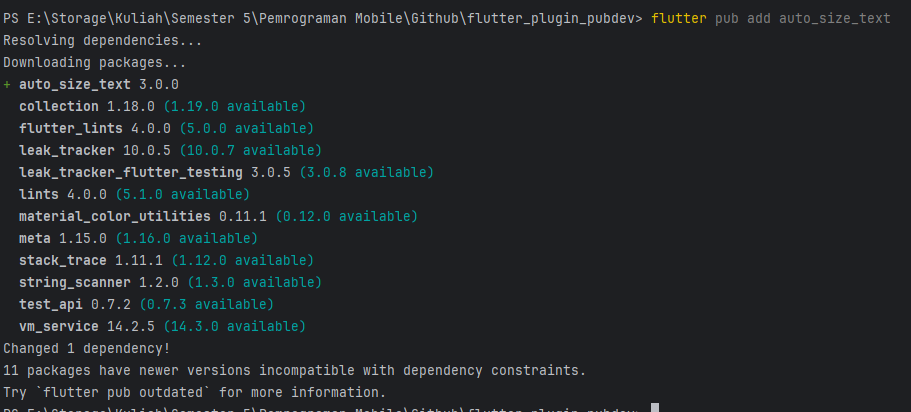 PS E:\Storage\Kuliah\Semester 5\Pemrograman Mobile\Github\flutter_plugin_pubdev> flutter pub add auto_size_text
Resolving dependencies...
Downloading packages...
+ auto_size_text 3.0.0
collection 1.18.0 (1.19.0 available)
flutter_lints 4.0.0 (5.0.0 available)
leak_tracker 10.0.5 (10.0.7 available)
leak_tracker_flutter_testing 3.0.5 (3.0.8 available)
lints 4.0.0 (5.1.0 available)
material_color_utilities 0.11.1 (0.12.0 available)
meta 1.15.0 (1.16.0 available)
stack_trace 1.11.1 (1.12.0 available)
string_scanner 1.2.0 (1.3.0 available)
test_api 0.7.2 (0.7.3 available)
vm_service 14.2.5 (14.3.0 available)
Changed 1 dependency!
11 packages have newer versions incompatible with dependency constraints.
Try `flutter pub outdated` for more information.
PS E:\Storage\Kuliah\Semester 5\Pemrograman Mobile\Github\flutter_plugin_pubdev>